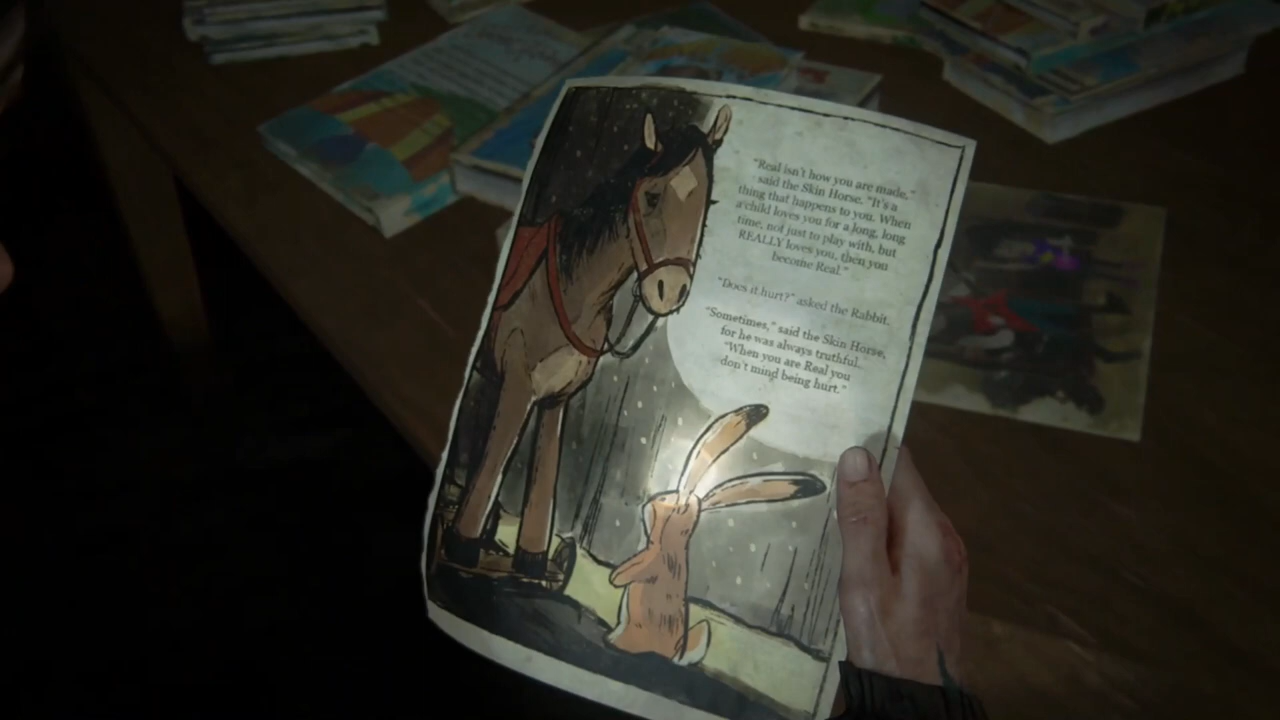 "Real isn't how you are made."
said the Skin Horse. "It's a
thing that happens to you. When
a child loves you for a long, long
time, not just to play with, but
REALLY loves you, then you
become Real."
"Does it hurt?" asked the Rabbit.
"Sometimes," said the Skin Horse,
for he was always truthful.
"When you are Real you
don't mind being hurt."